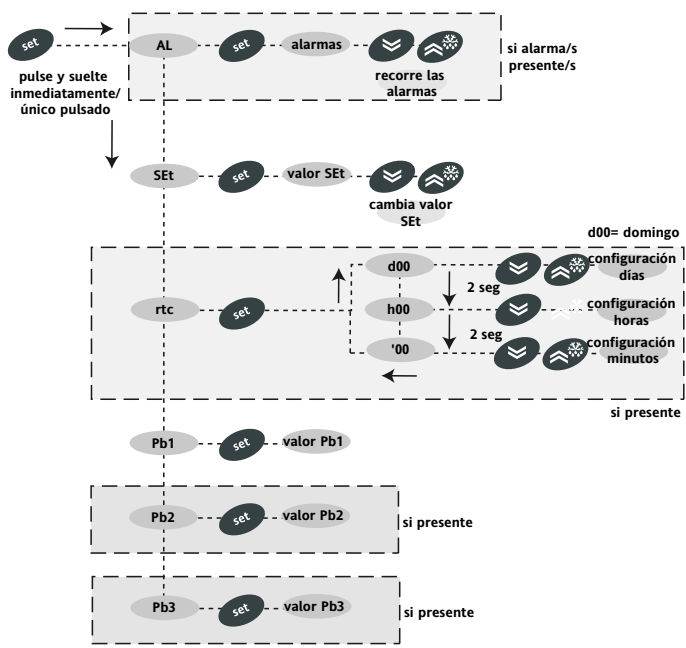 set
AL
set
alarmas
si alarma/s
presente/s
pulse y suelte
inmediatamente/
único pulsado
recorre las
alarmas
SEt
set
valor SEt
cambia valor
SEt
d00= domingo
d00
configuración
días
2 seg
rtc
set
h00
configuración
horas
2 seg
'00
configuración
minutos
si presente
Pb1
set
valor Pb1
Pb2
set
valor Pb2
si presente
Pb3
set
valor Pb3
si presente